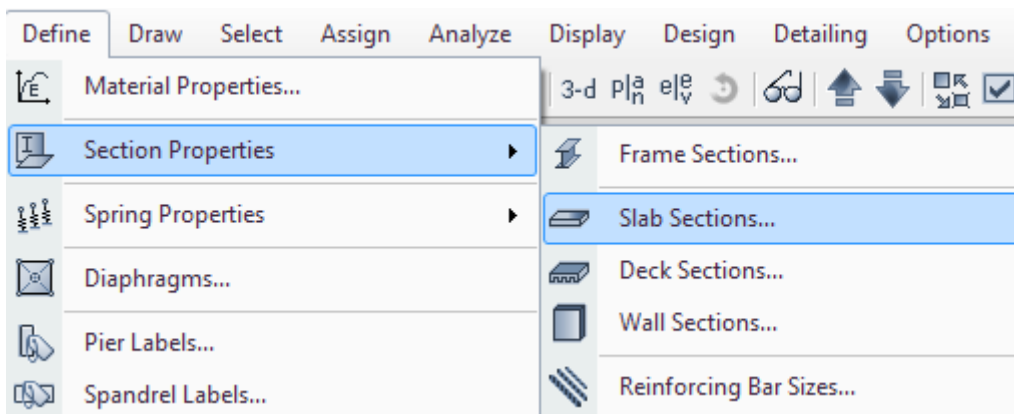 Define Draw Select Assign Analyze Display Design Detailing Options
Material Properties...
3-d
Section Properties
Frame Sections...
Spring Properties
Slab Sections...
Diaphragms...
Deck Sections...
Wall Sections...
Pier Labels...
Reinforcing Bar Sizes...
Spandrel Labels...